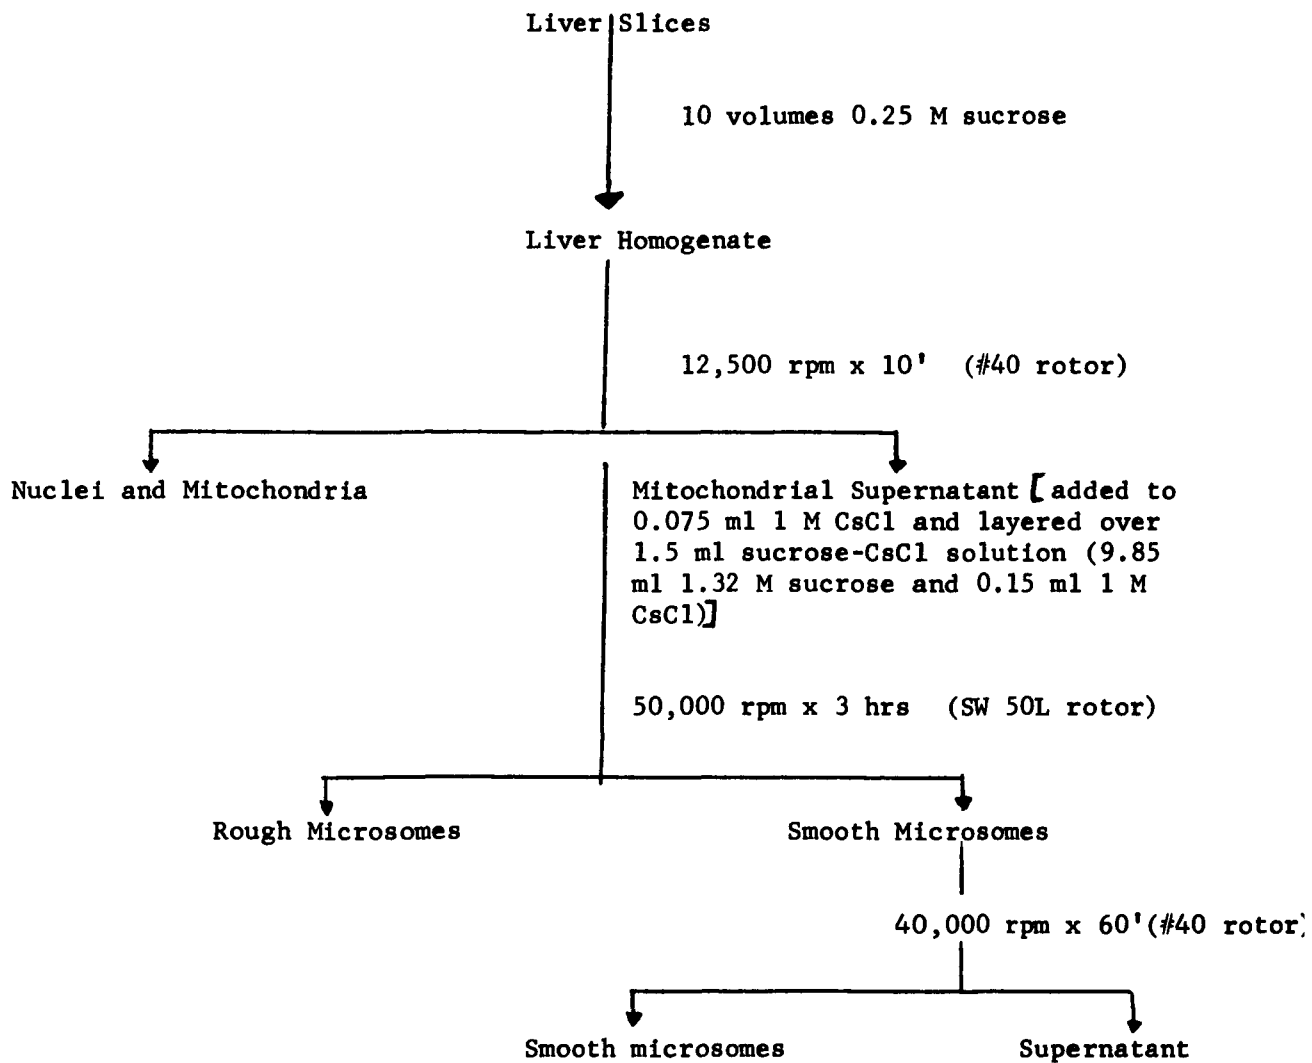 Liver Slices
10 volumes 0.25 M sucrose
Liver Homogenate
12,500 rpm x 10' (#40 rotor)
Nuclei and Mitochondria
Mitochondrial Supernatant [added to
0.075 ml 1 M CsCl and layered over
1.5 ml sucrose-CsCl solution (9.85
ml 1.32 M sucrose and 0.15 ml 1 M
CsCl)]
50,000 rpm x 3 hrs (SW 50L rotor)
Rough Microsomes
Smooth Microsomes
40,000 rpm x 60'(#40 rotor)
Smooth microsomes
Supernatant